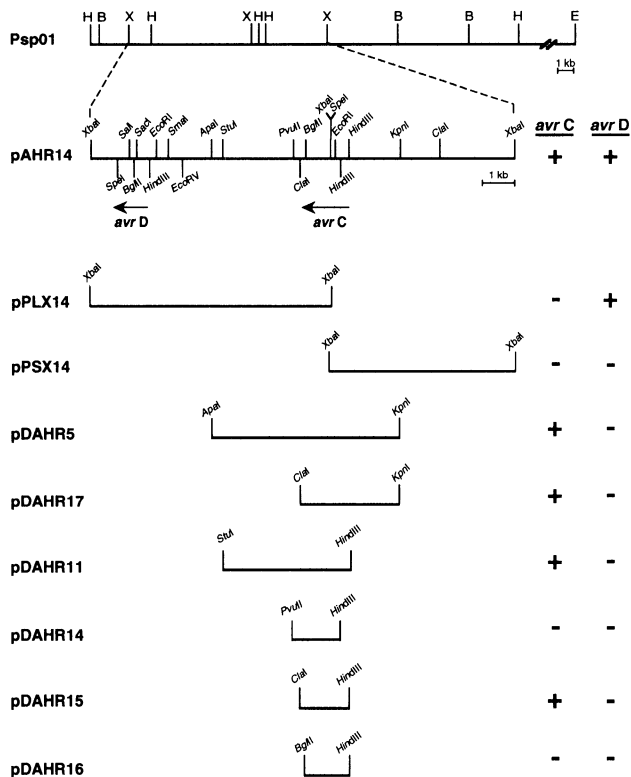 H B X H X H H X B B H E
Psp01
1 kb
XbaI SalI SacI EcoRI SmaI ApaI StuI PvuII BglII XbaI SpeI EcoRI HindIII KpnI ClaI XbaI
avr C avr D
pAHR14 + +
SpeI BglII HindIII EcoRV ClaI HindIII
1 kb
avr D avr C
XbaI XbaI
pPLX14 - +
XbaI XbaI
pPSX14 - -
ApaI KpnI
pDAHR5 + -
ClaI KpnI
pDAHR17 + -
StuI HindIII
pDAHR11 + -
PvuII HindIII
pDAHR14 - -
ClaI HindIII
pDAHR15 + -
BglII HindIII
pDAHR16 - -